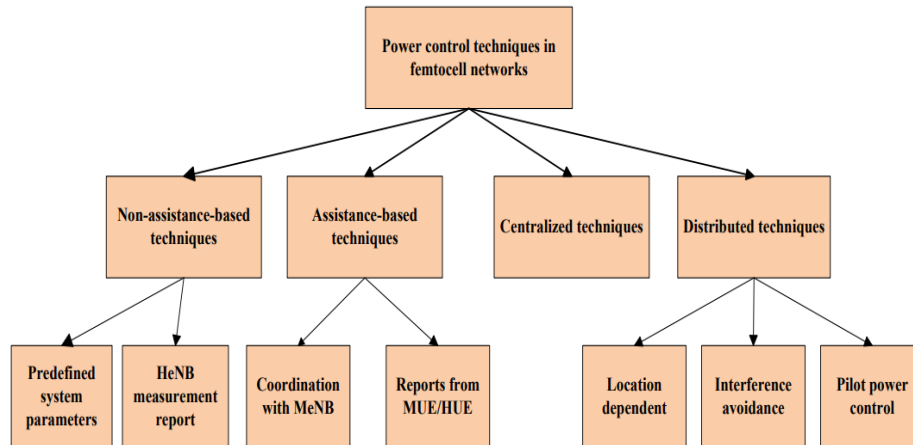 Power control techniques in
femtocell networks
Non-assistance-based
techniques
Assistance-based
techniques
Centralized techniques
Distributed techniques
Predefined
system
parameters
HeNB
measurement
report
Coordination
with MeNB
Reports from
MUE/HUE
Location
dependent
Interference
avoidance
Pilot power
control